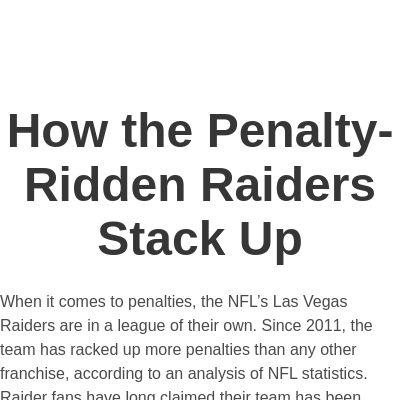 How the Penalty-
Ridden Raiders
Stack Up
When it comes to penalties, the NFL’s Las Vegas
Raiders are in a league of their own. Since 2011, the
team has racked up more penalties than any other
franchise, according to an analysis of NFL statistics.
Raider fans have long claimed their team has been